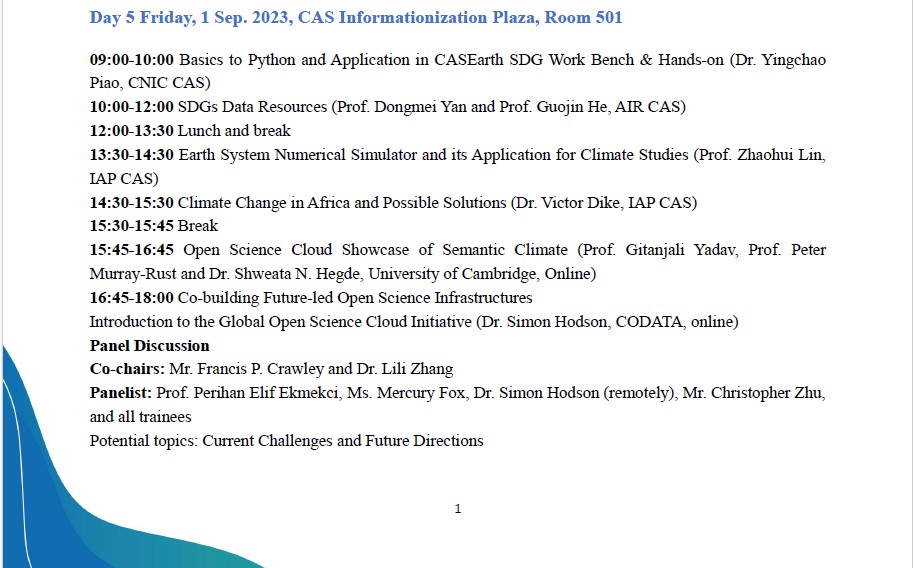 Day 5 Friday, 1 Sep. 2023, CAS Informationization Plaza, Room 501
09:00-10:00 Basics to Python and Application in CASEarth SDG Work Bench & Hands-on (Dr. Yingchao
Piao, CNIC CAS)
10:00-12:00 SDGs Data Resources (Prof. Dongmei Yan and Prof. Guojin He, AIR CAS)
12:00-13:30 Lunch and break
13:30-14:30 Earth System Numerical Simulator and its Application for Climate Studies (Prof. Zhaohui Lin,
IAP CAS)
14:30-15:30 Climate Change in Africa and Possible Solutions (Dr. Victor Dike, IAP CAS)
15:30-15:45 Break
15:45-16:45 Open Science Cloud Showcase of Semantic Climate (Prof. Gitanjali Yadav, Prof. Peter
Murray-Rust and Dr. Shweata N. Hegde, University of Cambridge, Online)
16:45-18:00 Co-building Future-led Open Science Infrastructures
Introduction to the Global Open Science Cloud Initiative (Dr. Simon Hodson, CODATA, online)
Panel Discussion
Co-chairs: Mr. Francis P. Crawley and Dr. Lili Zhang
Panelist: Prof. Perihan Elif Ekmekci, Ms. Mercury Fox, Dr. Simon Hodson (remotely), Mr. Christopher Zhu,
and all trainees
Potential topics: Current Challenges and Future Directions
1